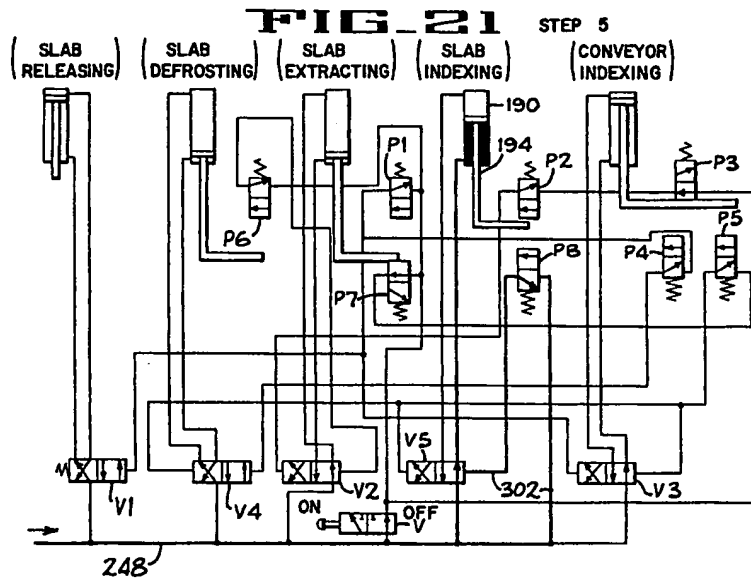 FIG_21 STEP 5
(SLAB RELEASING) (SLAB DEFROSTING) (SLAB EXTRACTING) (SLAB INDEXING) (CONVEYOR INDEXING)
190
P1
194
P2
P3
P6
P5
P8
P4
P7
V5
V1
V4
V2
302
V3
ON
OFF
V
248